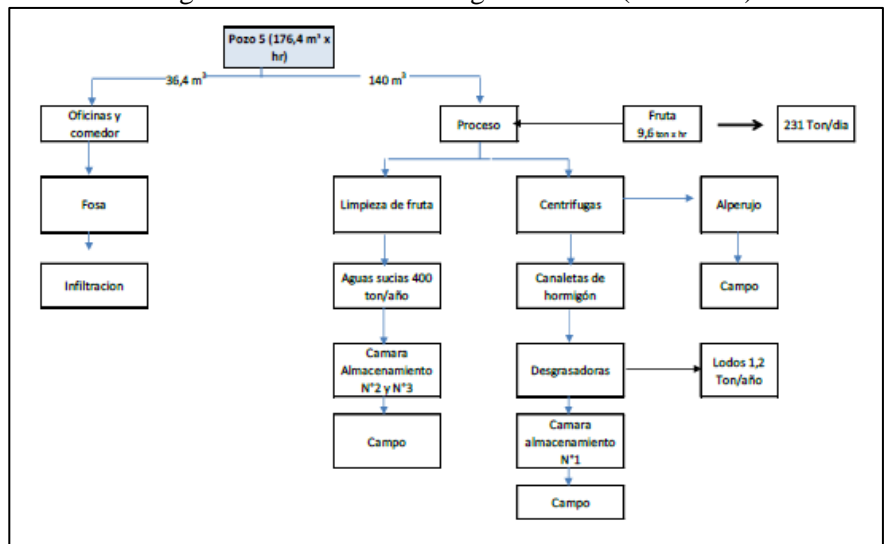 Pozo 5 (176,4 m³ x
hr)
36,4 m³
140 m³
Oficinas y
comedor
Proceso
Fruta
9,6 ton x hr
231 Ton/dia
Fosa
Limpieza de fruta
Centrifugas
Alperujo
Infiltracion
Aguas sucias 400
ton/año
Canaletas de
hormigón
Campo
Camara
Almacenamiento
N°2 y N°3
Desgrasadoras
Lodos 1,2
Ton/año
Campo
Camara
almacenamiento
N°1
Campo